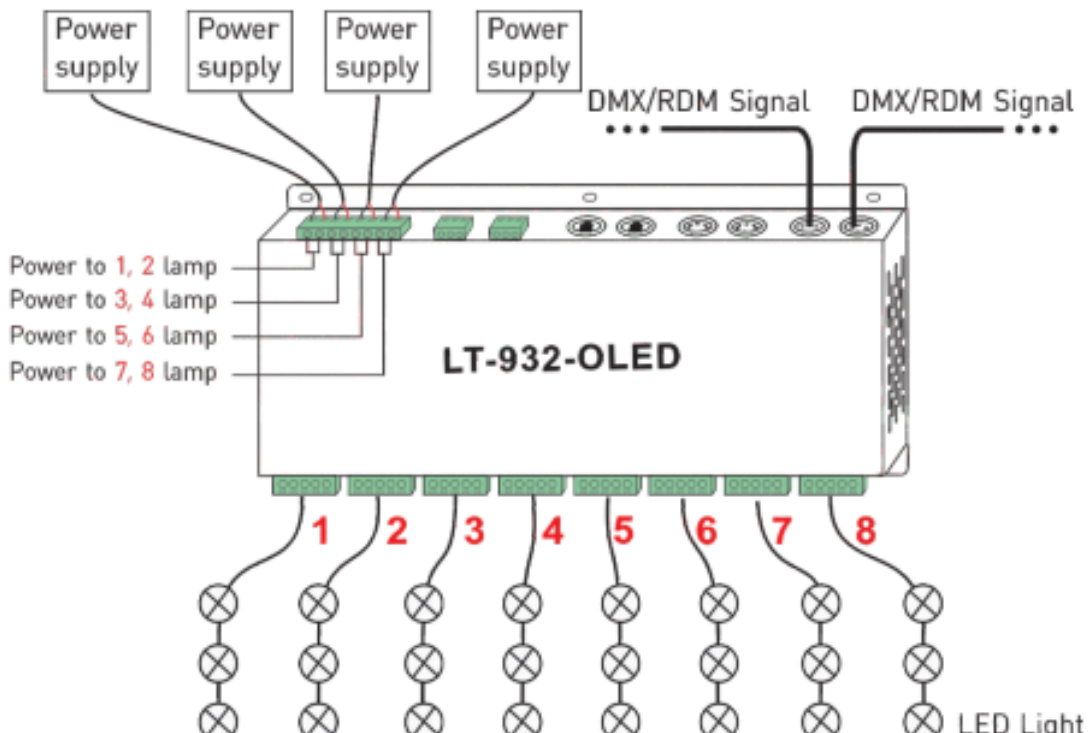 Power supply
Power supply
Power supply
Power supply
DMX/RDM Signal
DMX/RDM Signal
Power to 1, 2 lamp
Power to 3, 4 lamp
Power to 5, 6 lamp
Power to 7, 8 lamp
LT-932-OLED
1
2
3
4
5
6
7
8
LED Light